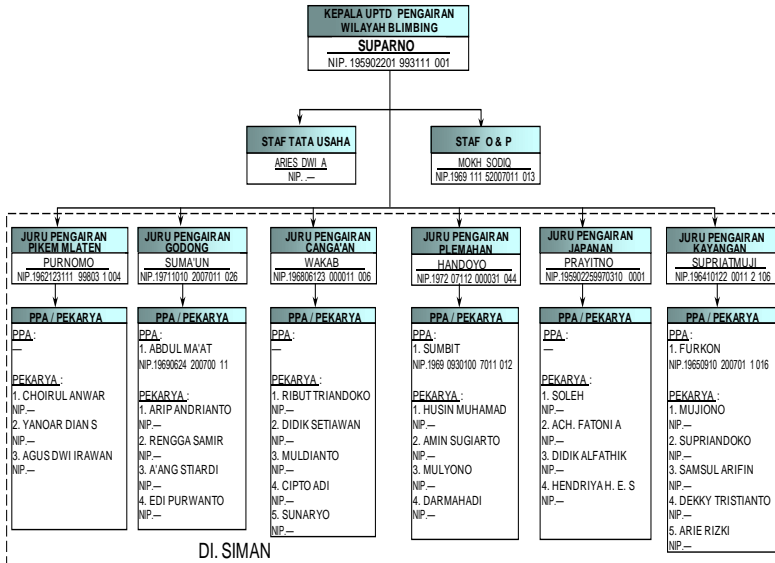 KEPALA UPTD PENGAIRAN
WILAYAH BLIMBING
SUPARNO
NIP. 195902201 993111 001
STAF TATA USAHA
ARIES DWI A
NIP. .—
STAF O & P
MOKH SODIQ
NIP.1969 111 52007011 013
JURU PENGAIRAN
PIKEM MLATEN
PURNOMO
NIP.1962123111 99803 1 004
JURU PENGAIRAN
GODONG
SUMA'UN
NIP.19711010 2007011 026
JURU PENGAIRAN
CANGA'AN
WAKAB
NIP.196806123 000011 006
JURU PENGAIRAN
PLEMAHAN
HANDOYO
NIP.1972 07112 000031 044
JURU PENGAIRAN
JAPANAN
PRAYITNO
NIP.195902259970310 0001
JURU PENGAIRAN
KAYANGAN
SUPRIATMUJI
NIP.196410122 0011 2 106
PPA / PEKARYA
PPA :
—
PEKARYA :
1. CHOIRUL ANWAR
NIP.—
2. YANOAR DIAN S
NIP.—
3. AGUS DWI IRAWAN
NIP.—
PPA / PEKARYA
PPA :
1. ABDUL MA'AT
NIP.19690624 200700 11
PEKARYA :
1. ARIP ANDRIANTO
NIP.—
2. RENGGA SAMIR
NIP.—
3. A'ANG STIARDI
NIP.—
4. EDI PURWANTO
NIP.—
PPA / PEKARYA
PPA :
—
PEKARYA :
1. RIBUT TRIANDOKO
NIP.—
2. DIDIK SETIAWAN
NIP.—
3. MULDIANTO
NIP.—
4. CIPTO ADI
NIP.—
5. SUNARYO
NIP.—
PPA / PEKARYA
PPA :
1. SUMBIT
NIP.1969 0930100 7011 012
PEKARYA :
1. HUSIN MUHAMAD
NIP.—
2. AMIN SUGIARTO
NIP.—
3. MULYONO
NIP.—
4. DARMAHADI
NIP.—
PPA / PEKARYA
PPA :
—
PEKARYA :
1. SOLEH
NIP.—
2. ACH. FATONI A
NIP.—
3. DIDIK ALFATHIK
NIP.—
4. HENDRIYA H. E. S
NIP.—
PPA / PEKARYA
PPA :
1. FURKON
NIP.19650910 200701 1 016
PEKARYA :
1. MUJIONO
NIP.—
2. SUPRIANDOKO
NIP.—
3. SAMSUL ARIFIN
NIP.—
4. DEKKY TRISTIANTO
NIP.—
5. ARIE RIZKI
NIP.—
DI. SIMAN